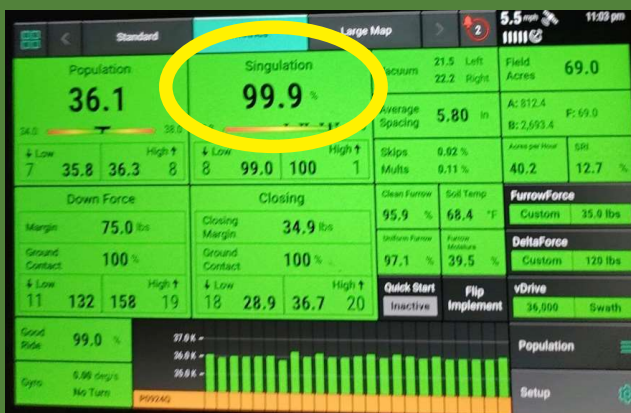 Standard
Large Map
2
5.5 mph
11:03 pm
Population
36.1
34.0
38.0
Low
High
7
35.8
36.3
8
Singulation
99.9 %
Low
High
8
99.0
100
1
Vacuum
21.5 Left
22.2 Right
Average Spacing
5.80 in
Skips 0.02 %
Mults 0.11 %
Field Acres
69.0
A: 812.4
B: 2,693.4
F: 69.0
Acres per Hour
40.2
SRI
12.7 %
Down Force
Margin
75.0 lbs
Ground Contact
100 %
Low
High
11
132
158
19
Closing
Closing Margin
34.9 lbs
Ground Contact
100 %
Low
High
18
28.9
36.7
20
Clean Furrow
95.9 %
Soil Temp
68.4 °F
Uniform Furrow
97.1 %
Furrow Moisture
39.5 %
Quick Start
Inactive
Flip Implement
FurrowForce
Custom
35.0 lbs
DeltaForce
Custom
120 lbs
vDrive
36,000
Swath
Population
Setup
Good Ride
99.0 %
Gyro
0.00 deg/s
No Turn
37.0K
36.0K
35.0K
P0924Q